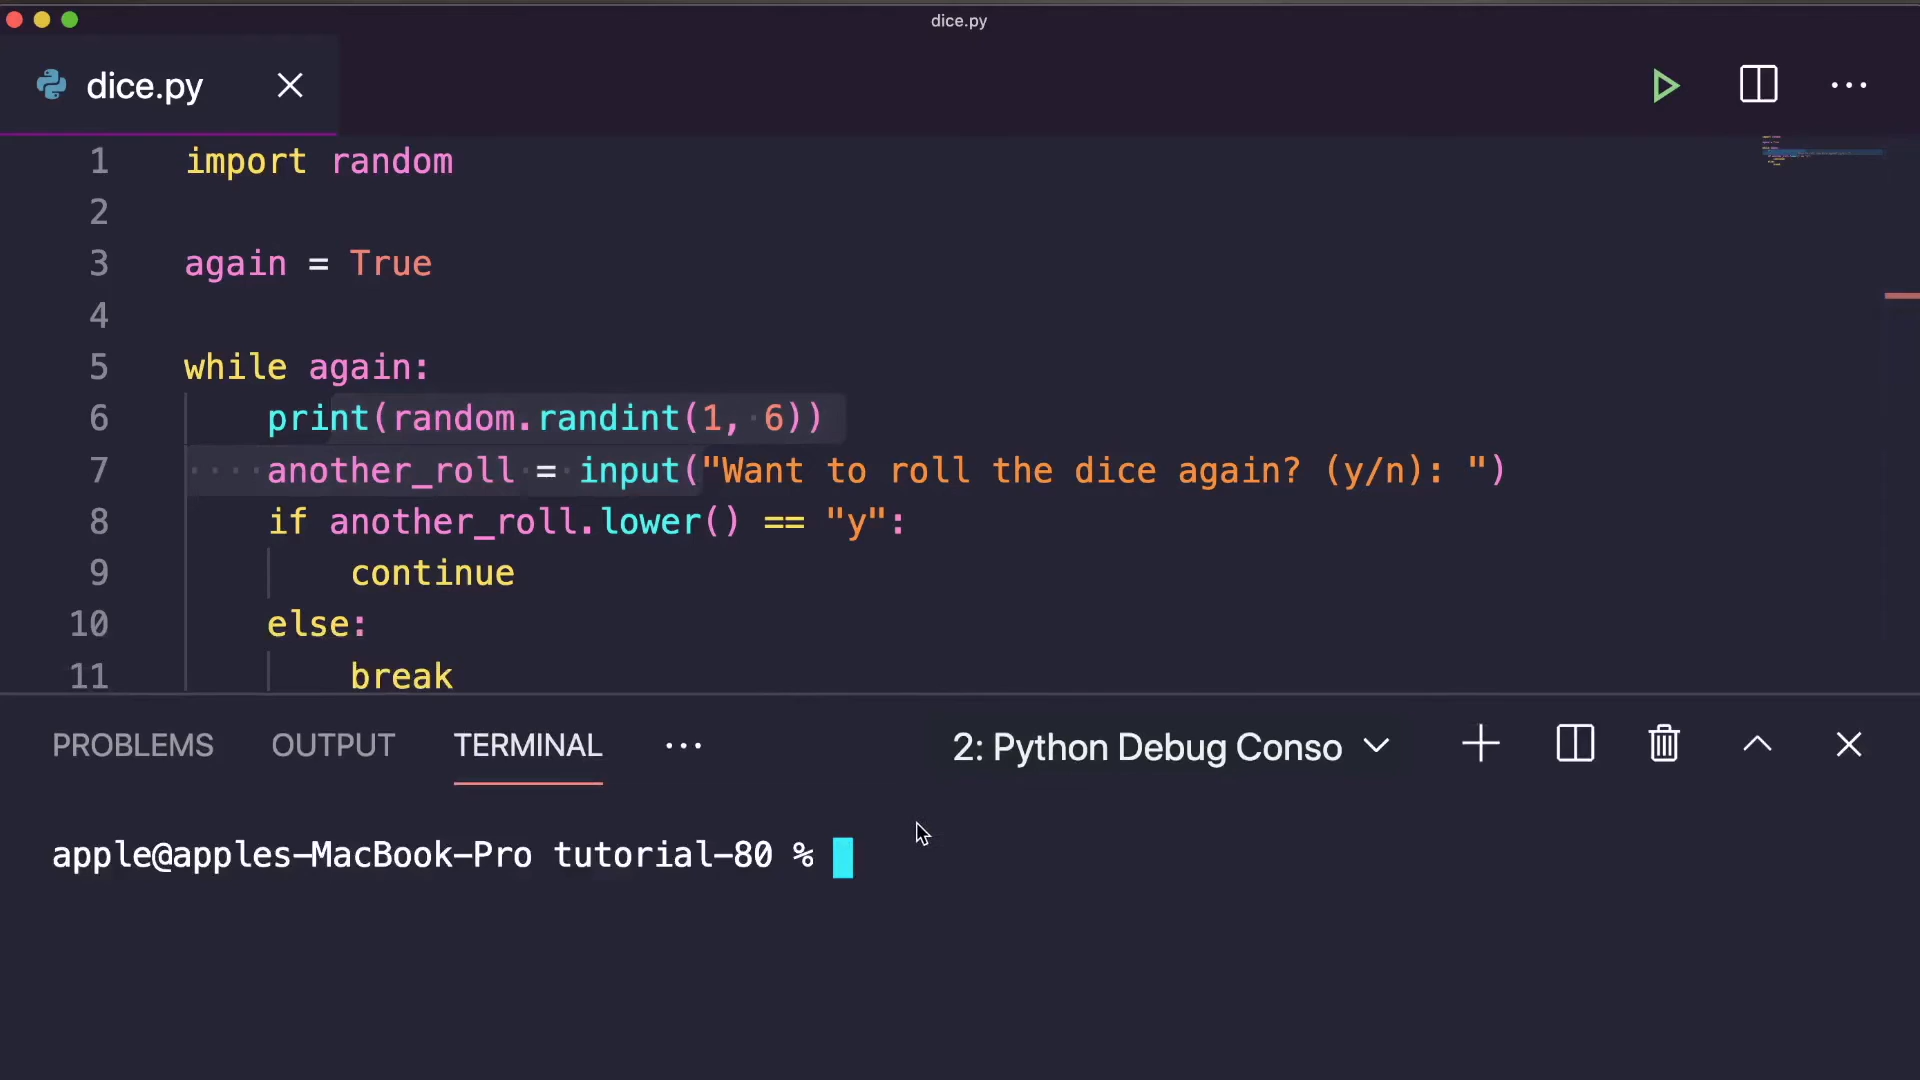 dice.py
dice.py
1 import random
2
3 again = True
4
5 while again:
6 print(random.randint(1, 6))
7 another_roll = input("Want to roll the dice again? (y/n): ")
8 if another_roll.lower() == "y":
9 continue
10 else:
11 break
PROBLEMS OUTPUT TERMINAL ··· 2: Python Debug Conso
apple@apples-MacBook-Pro tutorial-80 %